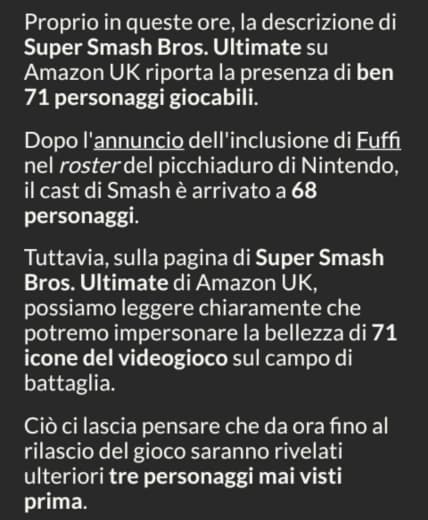 Proprio in queste ore, la descrizione di
Super Smash Bros. Ultimate su
Amazon UK riporta la presenza di ben
71 personaggi giocabili.
Dopo l'annuncio dell'inclusione di Fuffi
nel roster del picchiaduro di Nintendo,
il cast di Smash è arrivato a 68
personaggi.
Tuttavia, sulla pagina di Super Smash
Bros. Ultimate di Amazon UK,
possiamo leggere chiaramente che
potremo impersonare la bellezza di 71
icone del videogioco sul campo di
battaglia.
Ciò ci lascia pensare che da ora fino al
rilascio del gioco saranno rivelati
ulteriori tre personaggi mai visti
prima.